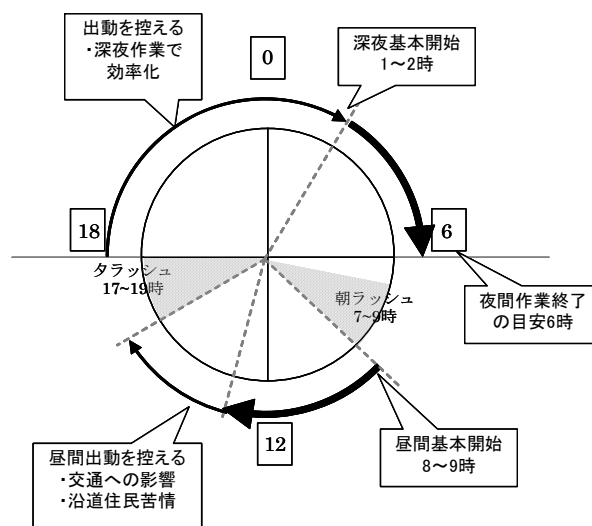 出動を控える
・深夜作業で
効率化
0
深夜基本開始
1～2時
18
6
夕ラッシュ
17~19時
朝ラッシュ
7~9時
夜間作業終了
の目安6時
12
昼間出動を控える
・交通への影響
・沿道住民苦情
昼間基本開始
8～9時